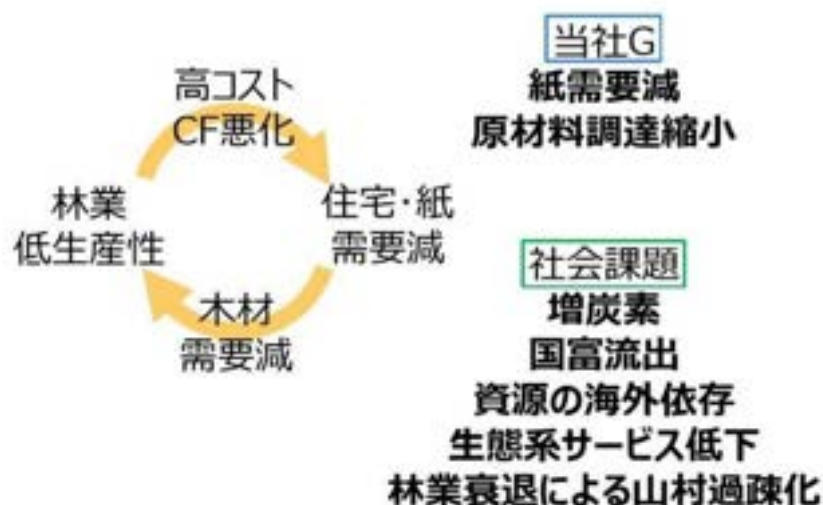 高コスト
CF悪化
林業
低生産性
住宅・紙
需要減
木材
需要減
当社G
紙需要減
原材料調達縮小
社会課題
増炭素
国富流出
資源の海外依存
生態系サービス低下
林業衰退による山村過疎化